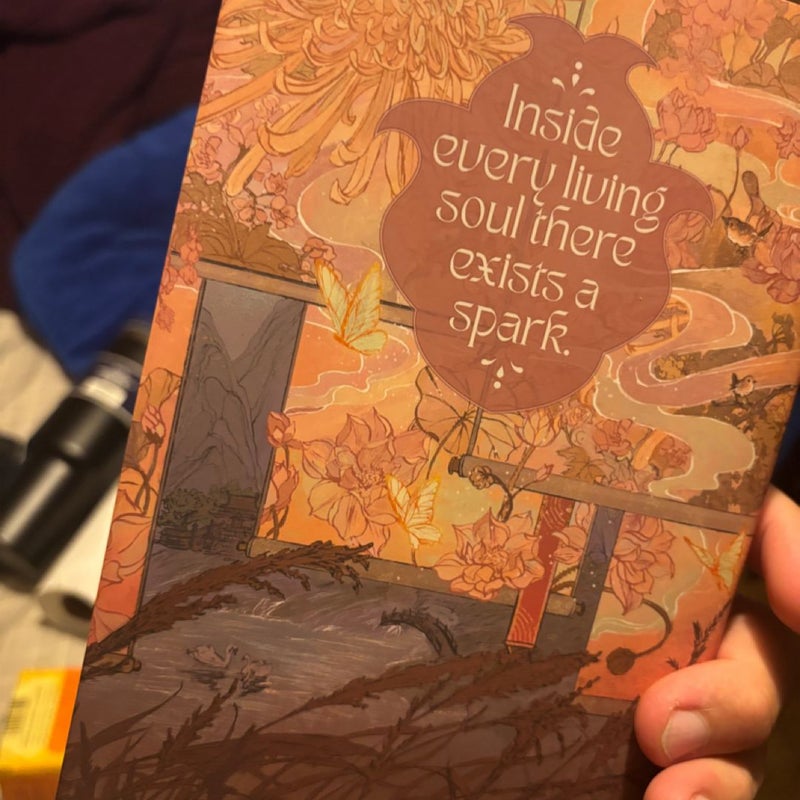 Inside
every living
soul there
exists a
spark.